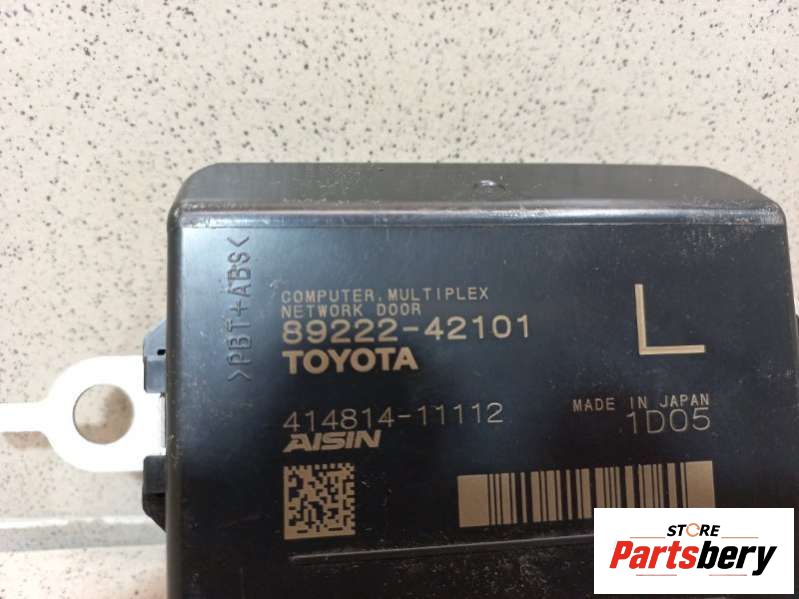 >PBT+ABS<
COMPUTER, MULTIPLEX
NETWORK DOOR
89222-42101
TOYOTA
L
414814-11112
AISIN
MADE IN JAPAN
1D05
STORE
Partsbery